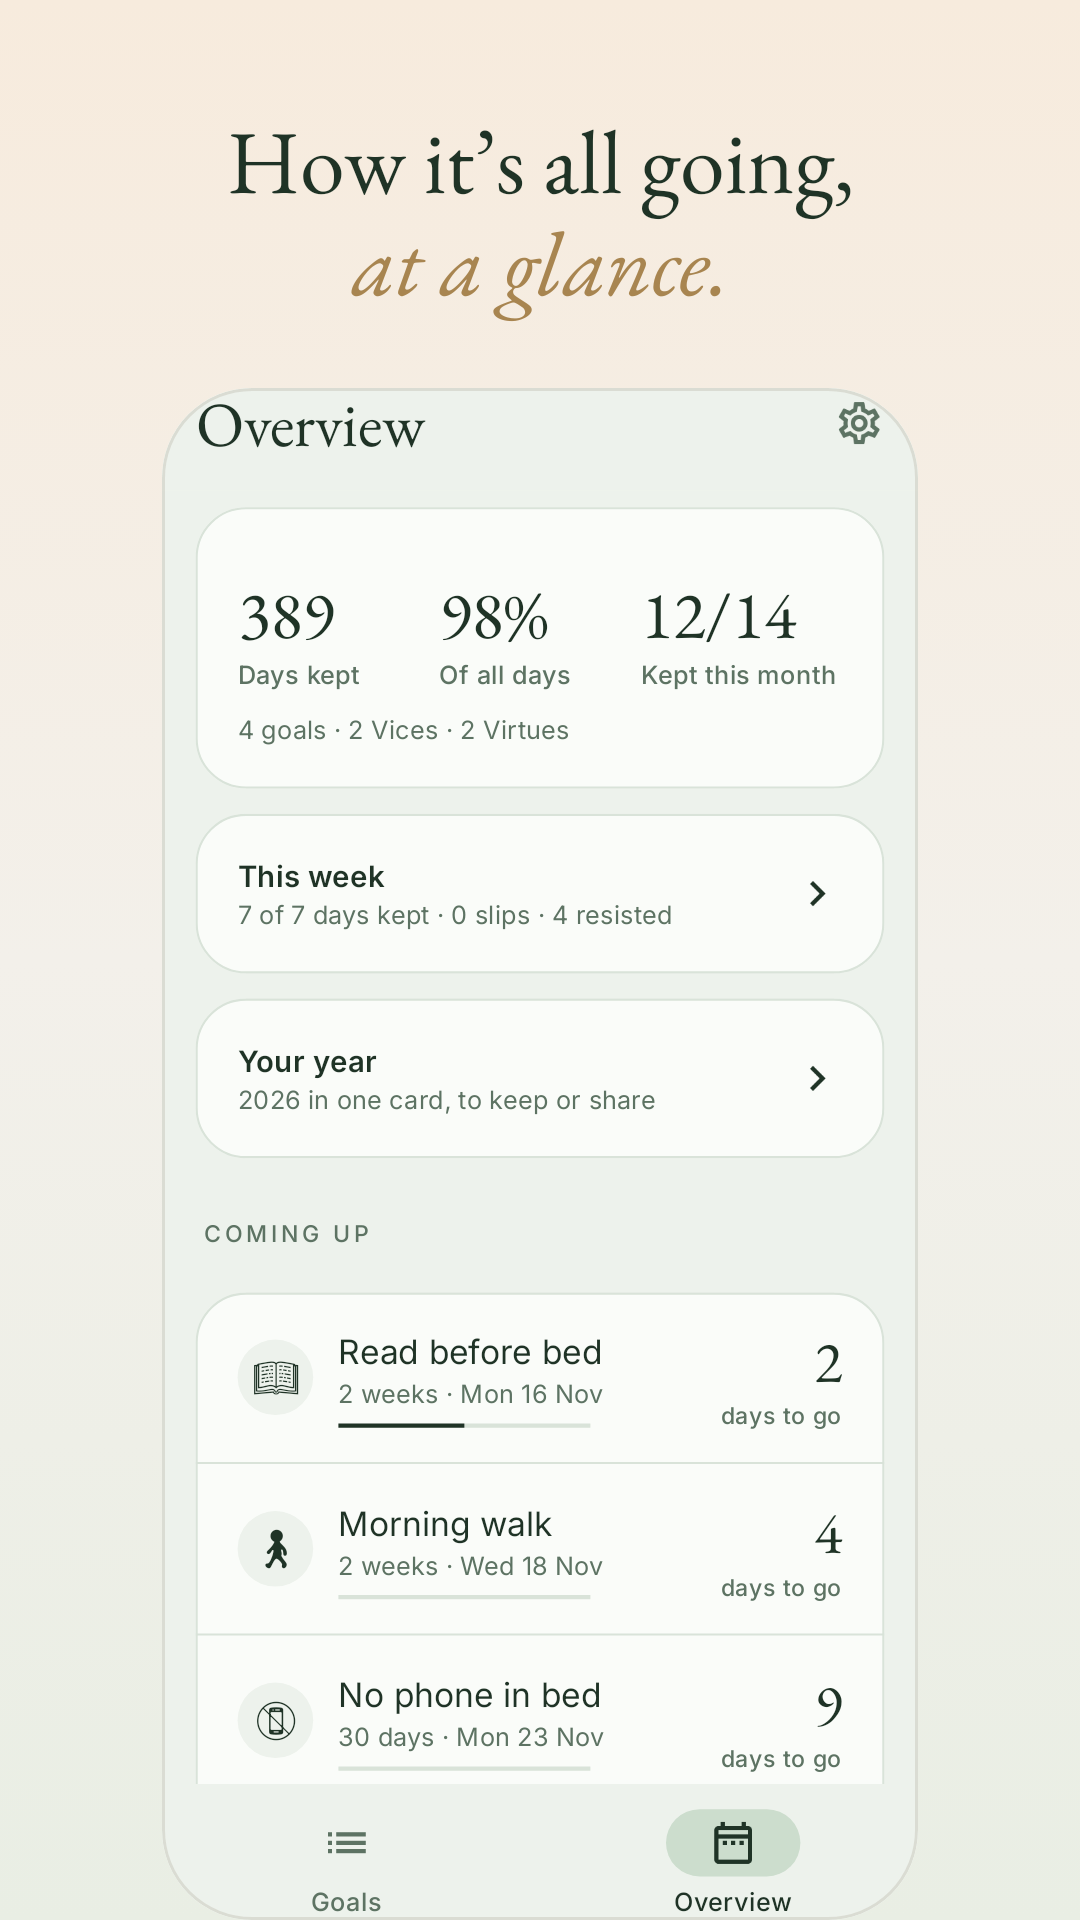 How it’s all going,
at a glance.
Overview
389
98%
12/14
Days kept
Of all days
Kept this month
4 goals · 2 Vices · 2 Virtues
This week
7 of 7 days kept · 0 slips · 4 resisted
Your year
2026 in one card, to keep or share
COMING UP
Read before bed
2 weeks · Mon 16 Nov
2
days to go
Morning walk
2 weeks · Wed 18 Nov
4
days to go
No phone in bed
30 days · Mon 23 Nov
9
days to go
Goals
Overview